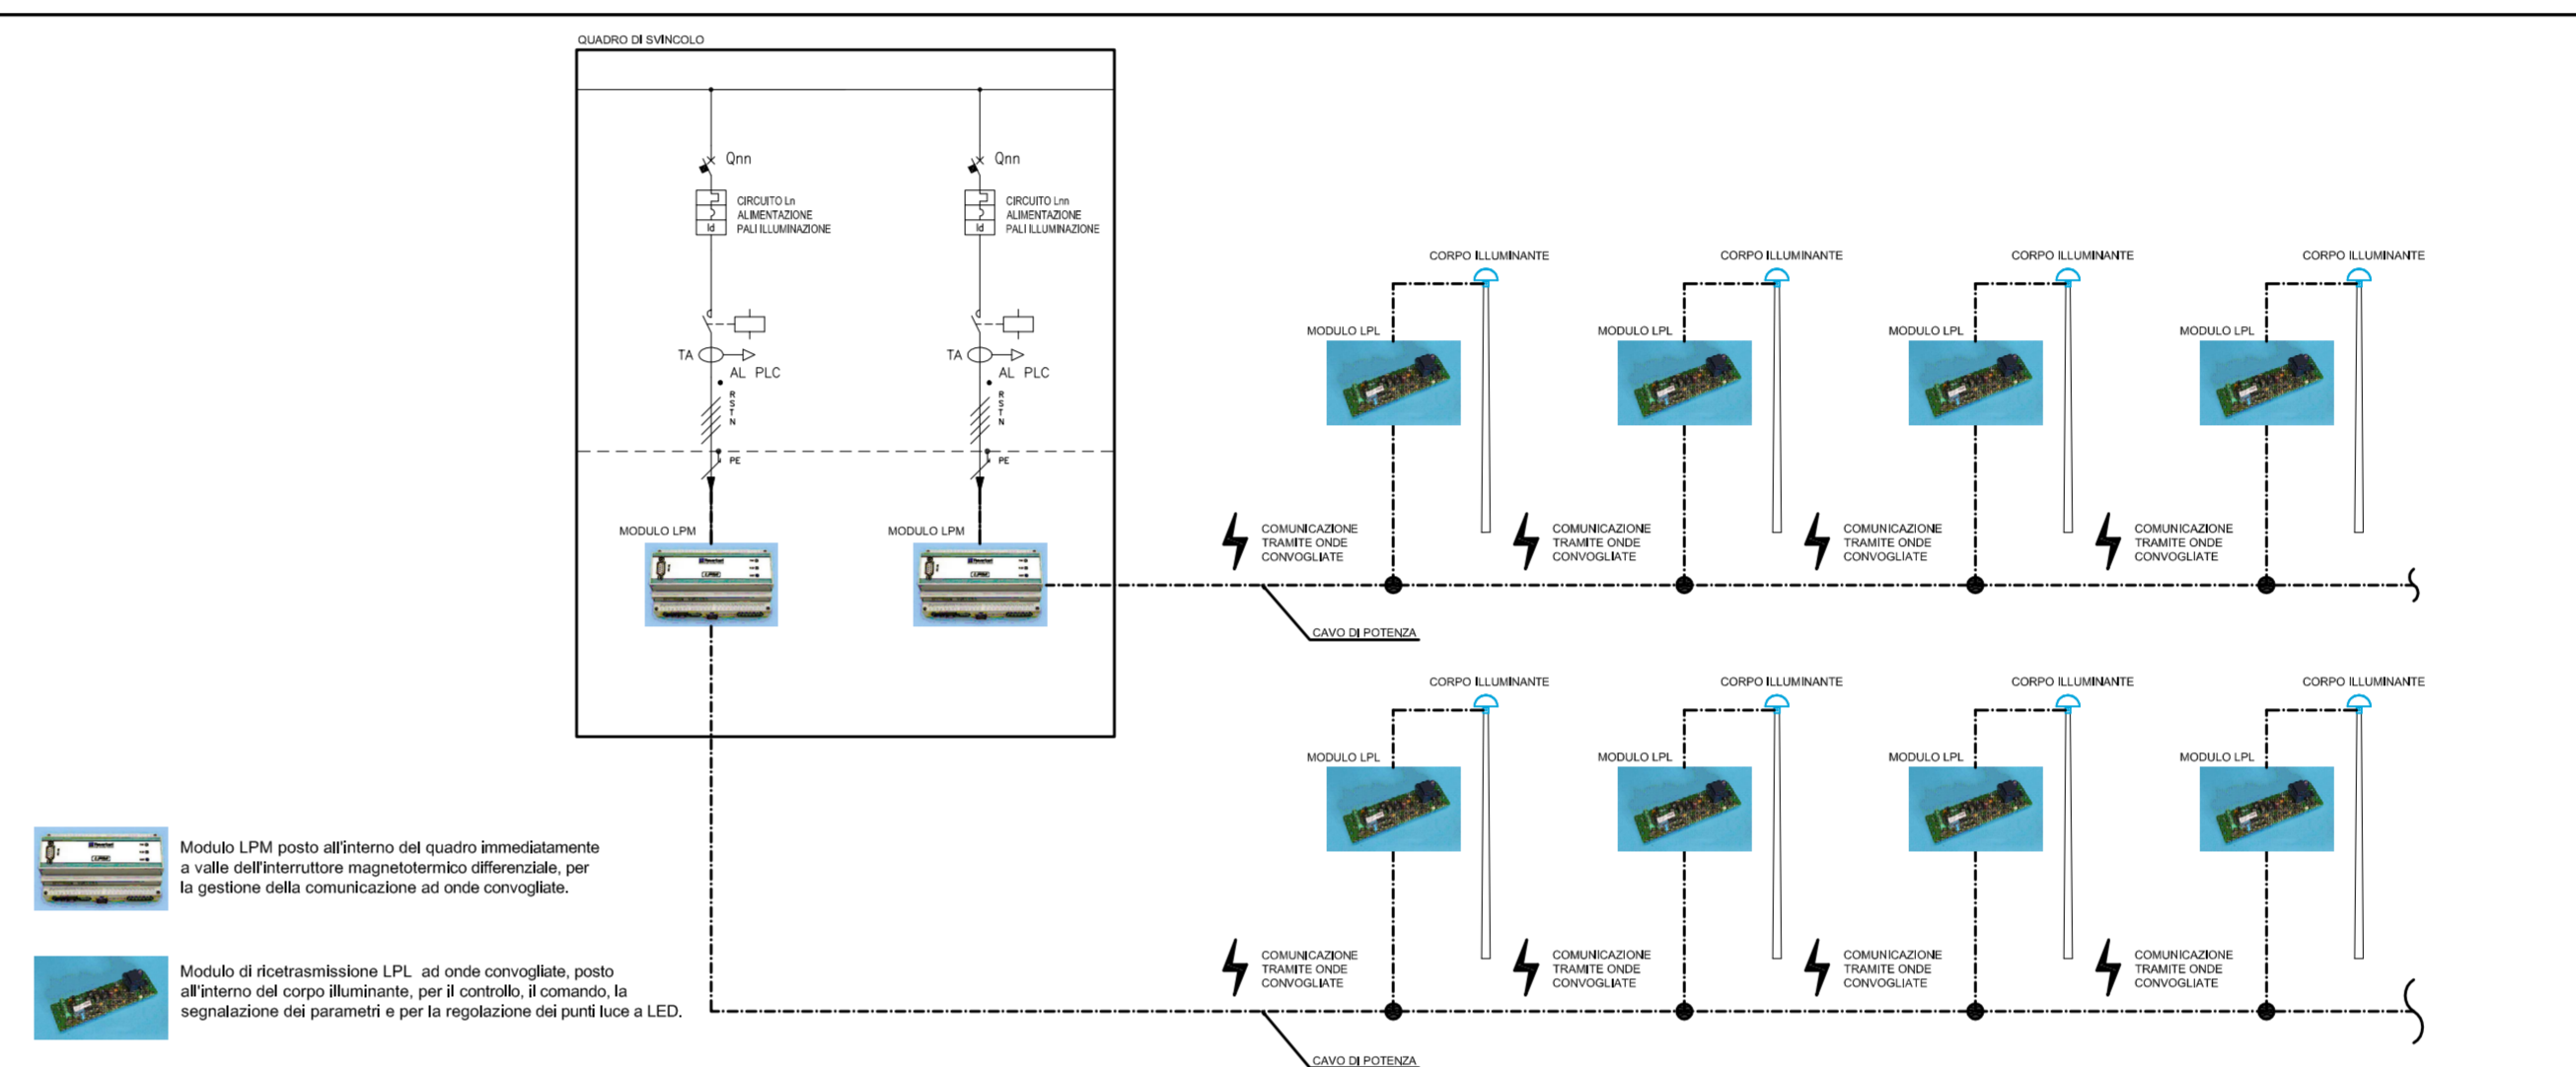 QUADRO DI SVINCOLO
Qnn
CIRCUITO Ln
ALIMENTAZIONE
PALI ILLUMINAZIONE
Id
TA
AL PLC
R
S
T
N
PE
MODULO LPM
LPM
Qnn
CIRCUITO Lnn
ALIMENTAZIONE
PALI ILLUMINAZIONE
Id
TA
AL PLC
R
S
T
N
PE
MODULO LPM
LPM
CORPO ILLUMINANTE
CORPO ILLUMINANTE
CORPO ILLUMINANTE
CORPO ILLUMINANTE
MODULO LPL
MODULO LPL
MODULO LPL
MODULO LPL
COMUNICAZIONE
TRAMITE ONDE
CONVOGLIATE
COMUNICAZIONE
TRAMITE ONDE
CONVOGLIATE
COMUNICAZIONE
TRAMITE ONDE
CONVOGLIATE
COMUNICAZIONE
TRAMITE ONDE
CONVOGLIATE
CAVO DI POTENZA
CORPO ILLUMINANTE
CORPO ILLUMINANTE
CORPO ILLUMINANTE
CORPO ILLUMINANTE
MODULO LPL
MODULO LPL
MODULO LPL
MODULO LPL
COMUNICAZIONE
TRAMITE ONDE
CONVOGLIATE
COMUNICAZIONE
TRAMITE ONDE
CONVOGLIATE
COMUNICAZIONE
TRAMITE ONDE
CONVOGLIATE
COMUNICAZIONE
TRAMITE ONDE
CONVOGLIATE
CAVO DI POTENZA
LPM
Modulo LPM posto all'interno del quadro immediatamente
a valle dell'interruttore magnetotermico differenziale, per
la gestione della comunicazione ad onde convogliate.
Modulo di ricetrasmissione LPL ad onde convogliate, posto
all'interno del corpo illuminante, per il controllo, il comando, la
segnalazione dei parametri e per la regolazione dei punti luce a LED.